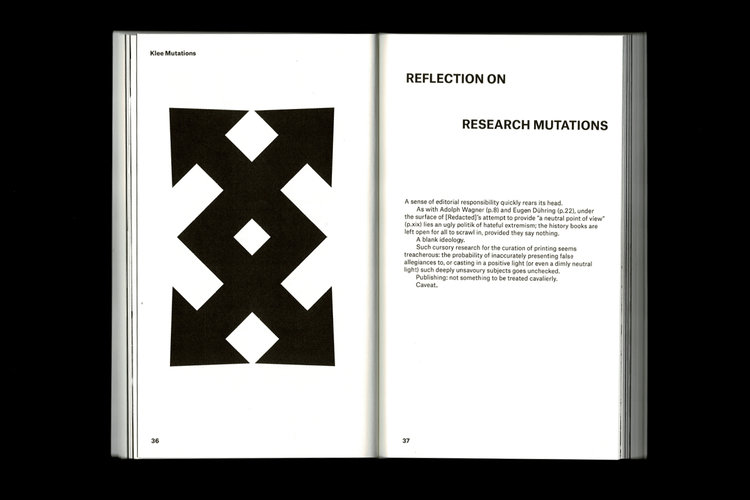 Klee Mutations
36
REFLECTION ON
RESEARCH MUTATIONS
A sense of editorial responsibility quickly rears its head.
As with Adolph Wagner (p.8) and Eugen Dühring (p.22), under
the surface of [Redacted]'s attempt to provide "a neutral point of view"
(p.xix) lies an ugly politik of hateful extremism; the history books are
left open for all to scrawl in, provided they say nothing.
A blank ideology.
Such cursory research for the curation of printing seems
treacherous: the probability of inaccurately presenting false
allegiances to, or casting in a positive light (or even a dimly neutral
light) such deeply unsavoury subjects goes unchecked.
Publishing: not something to be treated cavalierly.
Caveat.
37